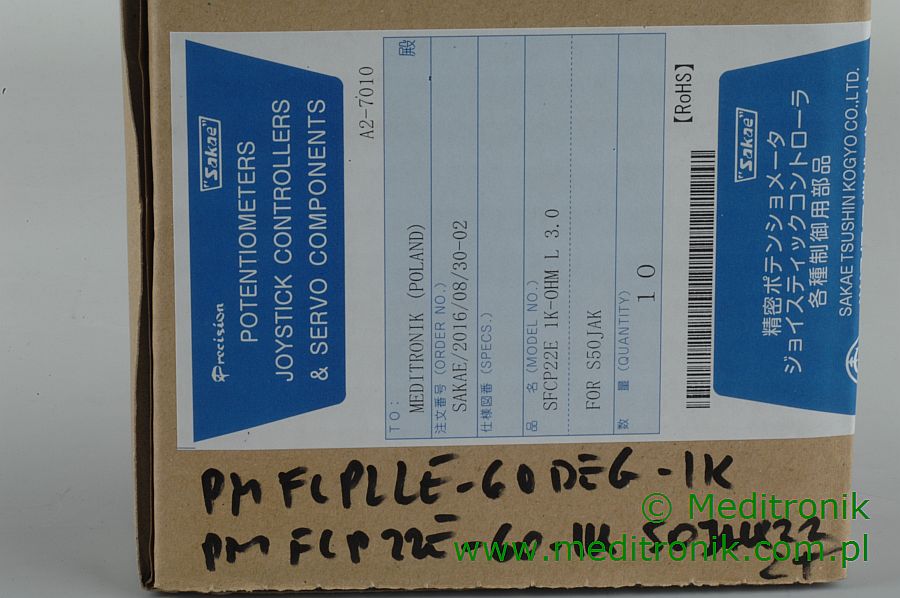 "Sakae"
Precision
POTENTIOMETERS
JOYSTICK CONTROLLERS
& SERVO COMPONENTS
A2-7010
TO: 殿
MEDITRONIK (POLAND)
注文番号 (ORDER NO.)
SAKAE/2016/08/30-02
仕様図番 (SPECS.)
品 名 (MODEL NO.)
SFCP22E 1K-OHM L 3.0
FOR S50JAK
数 量 (QUANTITY)
10
【RoHS】
"Sakae"
精密ポテンショメータ
ジョイスティックコントローラ
各種制御用部品
SAKAE TSUSHIN KOGYO CO.,LTD.
PM FCP22E-60DEG-1K
PM FCP22E-60-1K
© Meditronik
www.meditronik.com.pl